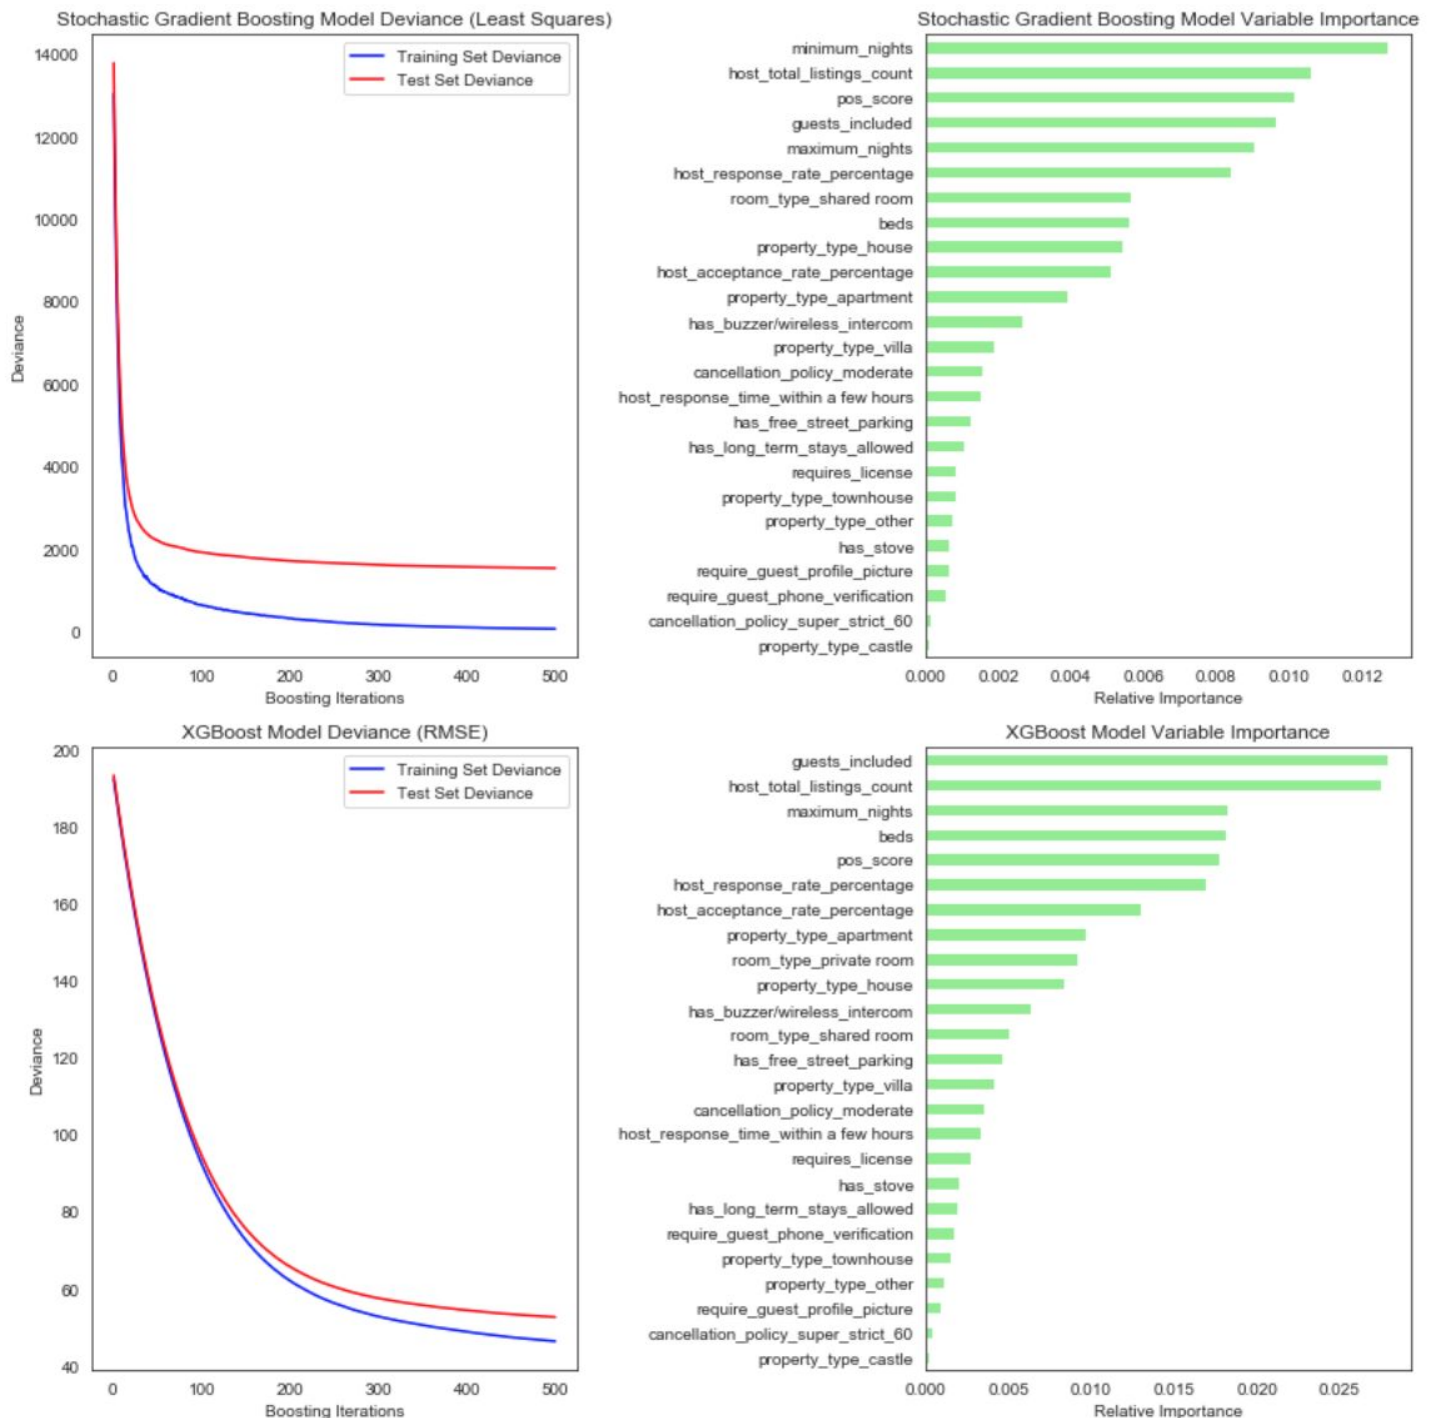 Stochastic Gradient Boosting Model Deviance (Least Squares)
14000
12000
10000
8000
6000
4000
2000
0
Deviance
Training Set Deviance
Test Set Deviance
0 100 200 300 400 500
Boosting Iterations
Stochastic Gradient Boosting Model Variable Importance
minimum_nights
host_total_listings_count
pos_score
guests_included
maximum_nights
host_response_rate_percentage
room_type_shared room
beds
property_type_house
host_acceptance_rate_percentage
property_type_apartment
has_buzzer/wireless_intercom
property_type_villa
cancellation_policy_moderate
host_response_time_within a few hours
has_free_street_parking
has_long_term_stays_allowed
requires_license
property_type_townhouse
property_type_other
has_stove
require_guest_profile_picture
require_guest_phone_verification
cancellation_policy_super_strict_60
property_type_castle
0.000 0.002 0.004 0.006 0.008 0.010 0.012
Relative Importance
XGBoost Model Deviance (RMSE)
200
180
160
140
120
100
80
60
40
Deviance
Training Set Deviance
Test Set Deviance
0 100 200 300 400 500
Boosting Iterations
XGBoost Model Variable Importance
guests_included
host_total_listings_count
maximum_nights
beds
pos_score
host_response_rate_percentage
host_acceptance_rate_percentage
property_type_apartment
room_type_private room
property_type_house
has_buzzer/wireless_intercom
room_type_shared room
has_free_street_parking
property_type_villa
cancellation_policy_moderate
host_response_time_within a few hours
requires_license
has_stove
has_long_term_stays_allowed
require_guest_phone_verification
property_type_townhouse
property_type_other
require_guest_profile_picture
cancellation_policy_super_strict_60
property_type_castle
0.000 0.005 0.010 0.015 0.020 0.025
Relative Importance